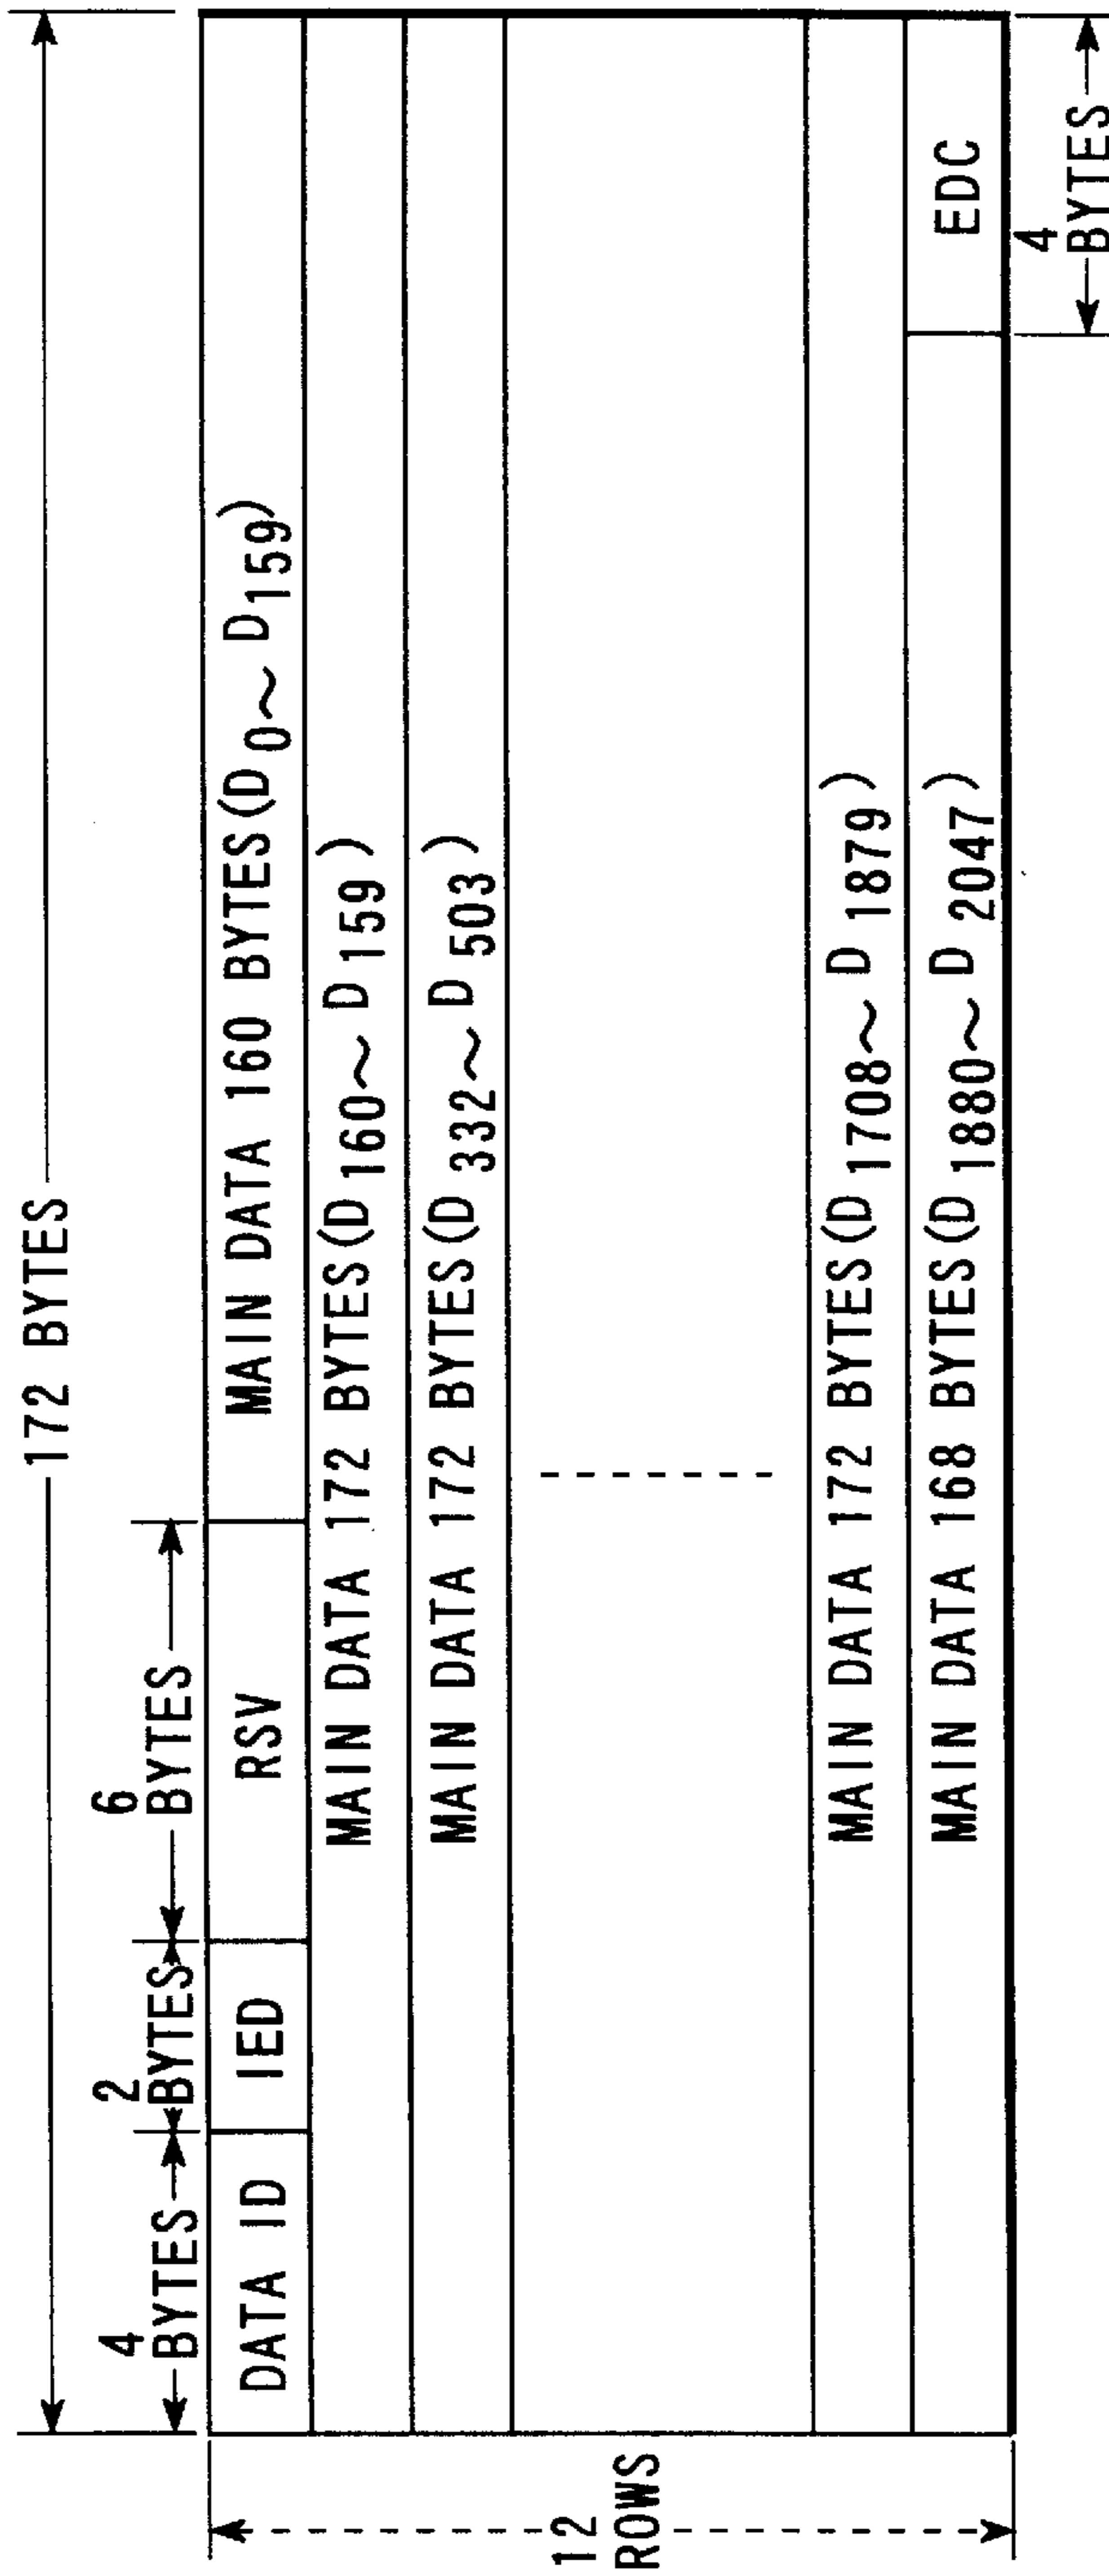 172 BYTES
4
BYTES
2
BYTES
6
BYTES
DATA ID
IED
RSV
MAIN DATA 160 BYTES(D0~D159)
MAIN DATA 172 BYTES(D160~D159)
MAIN DATA 172 BYTES(D332~D503)
MAIN DATA 172 BYTES(D1708~D1879)
MAIN DATA 168 BYTES(D1880~D2047)
EDC
4
BYTES
12
ROWS